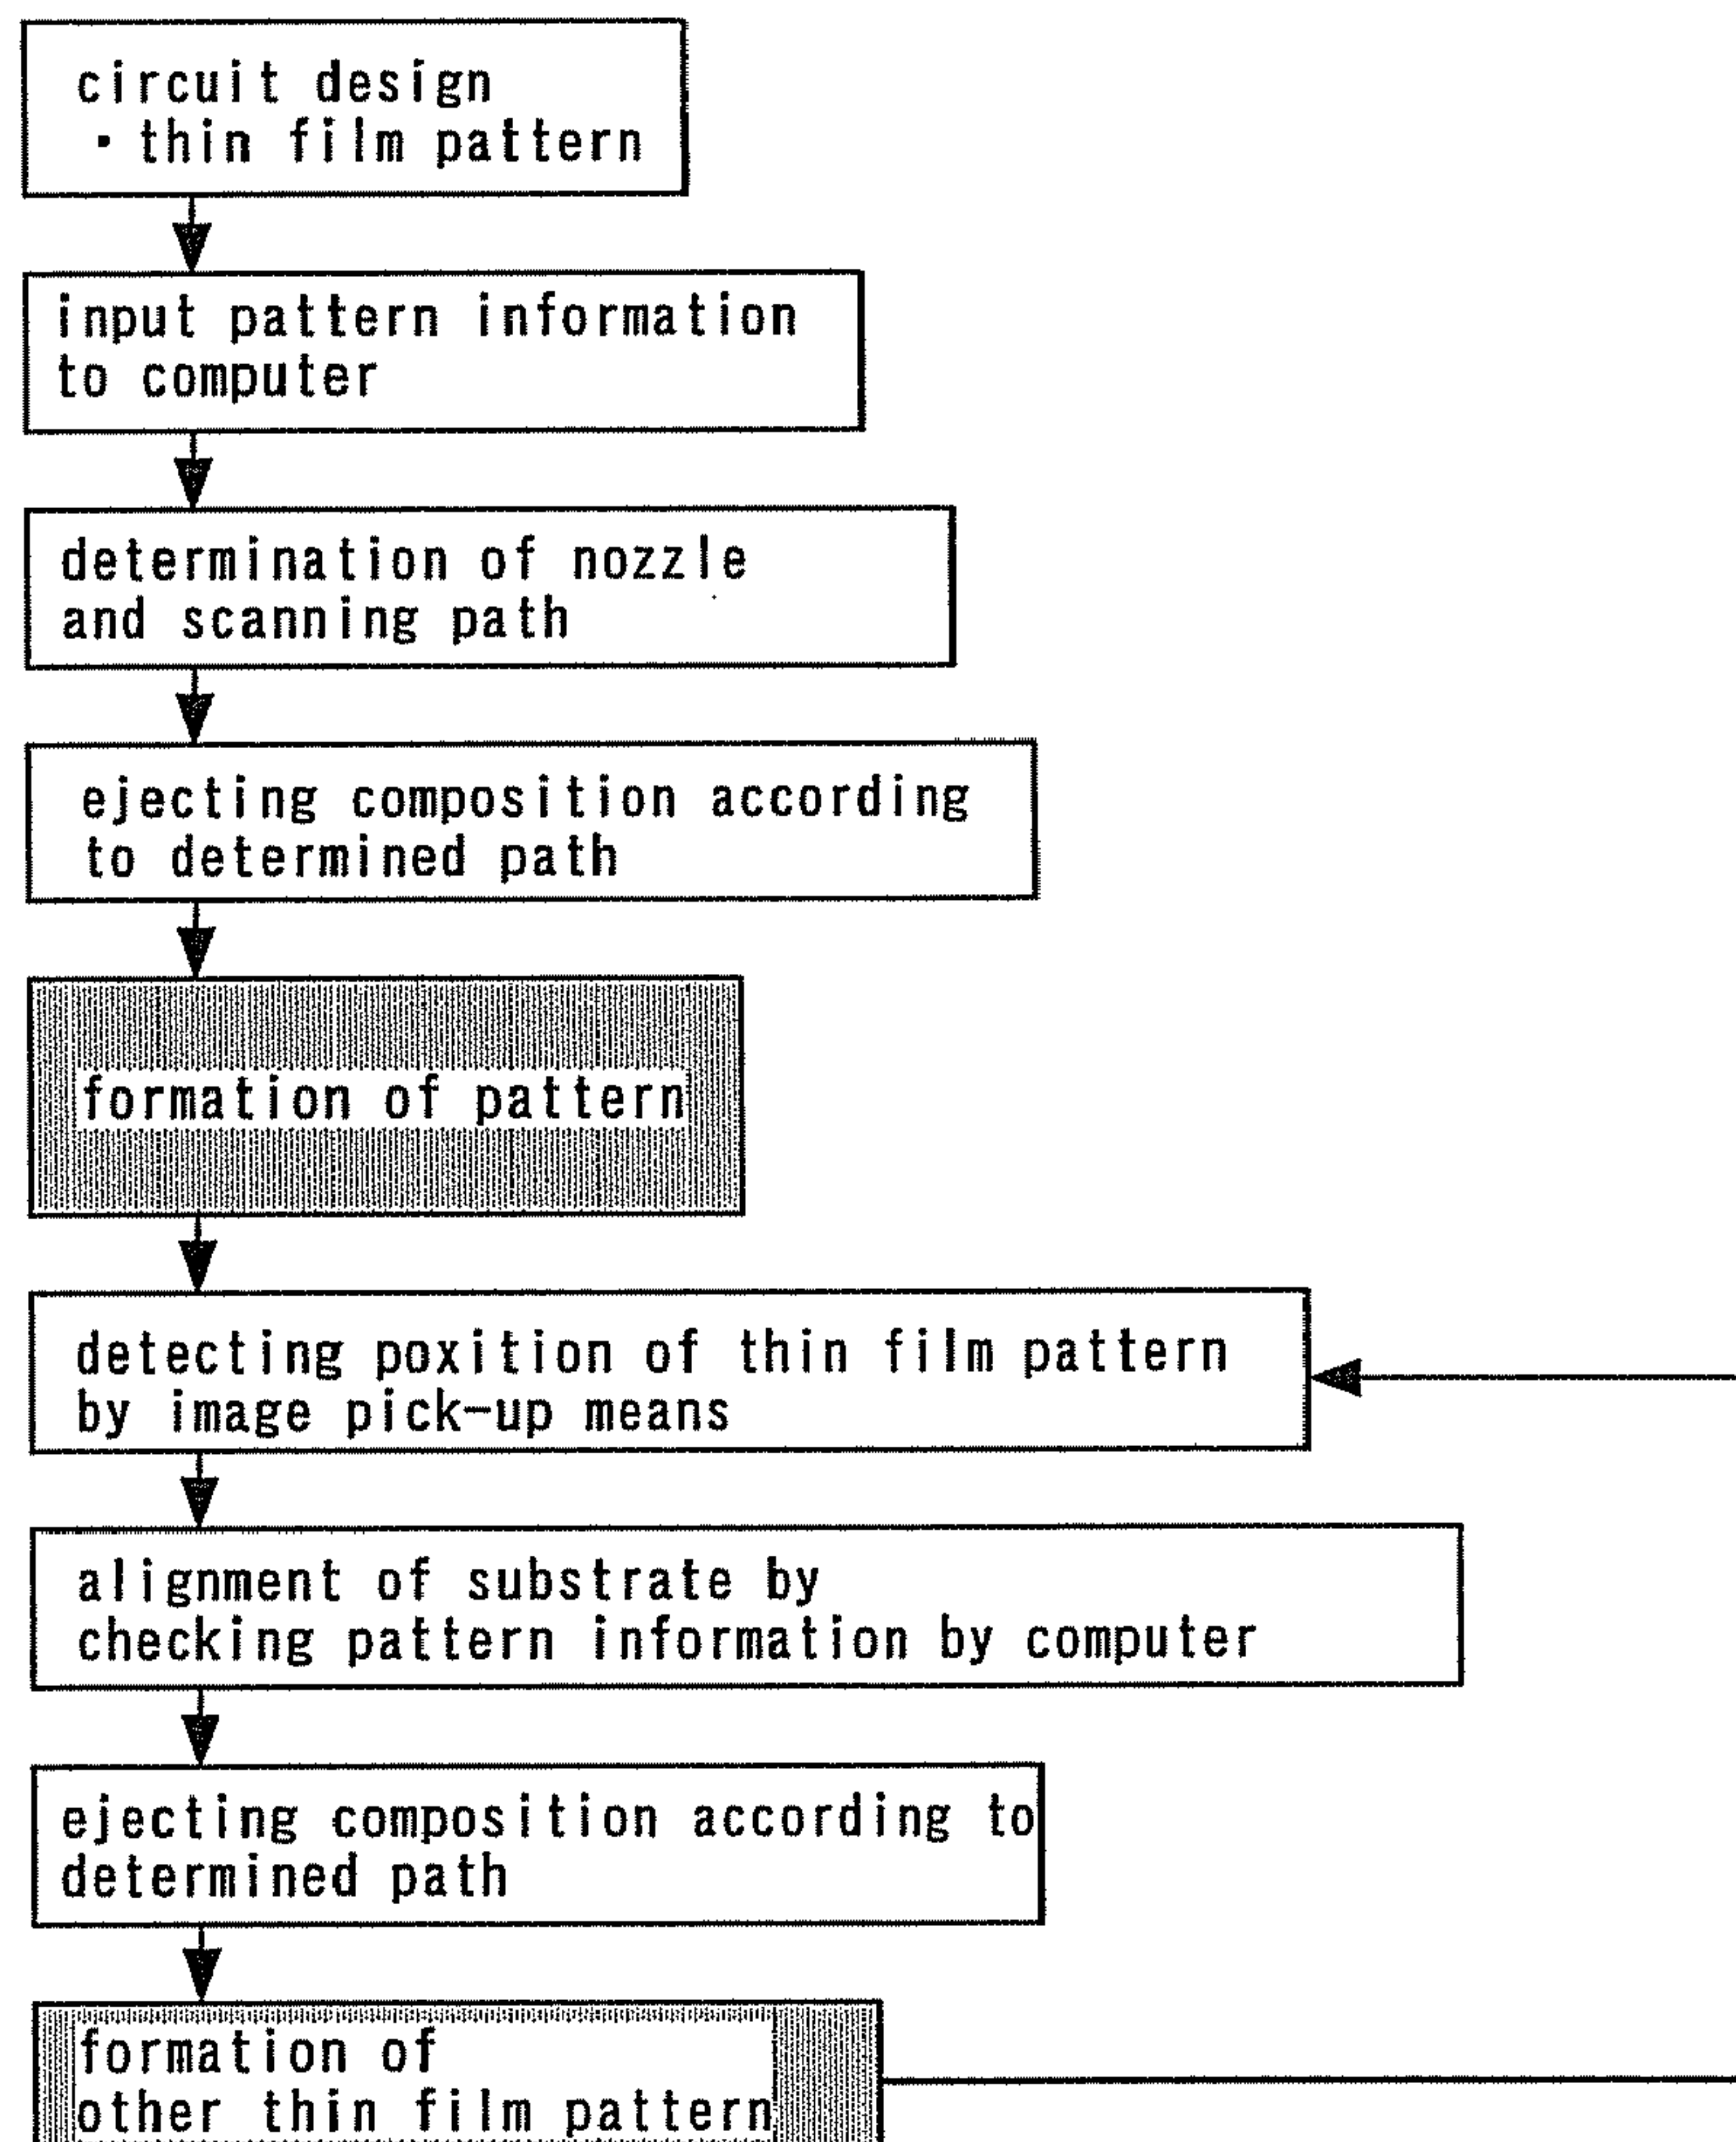 circuit design
・thin film pattern
input pattern information
to computer
determination of nozzle
and scanning path
ejecting composition according
to determined path
formation of pattern
detecting poxition of thin film pattern
by image pick-up means
alignment of substrate by
checking pattern information by computer
ejecting composition according to
determined path
formation of
other thin film pattern